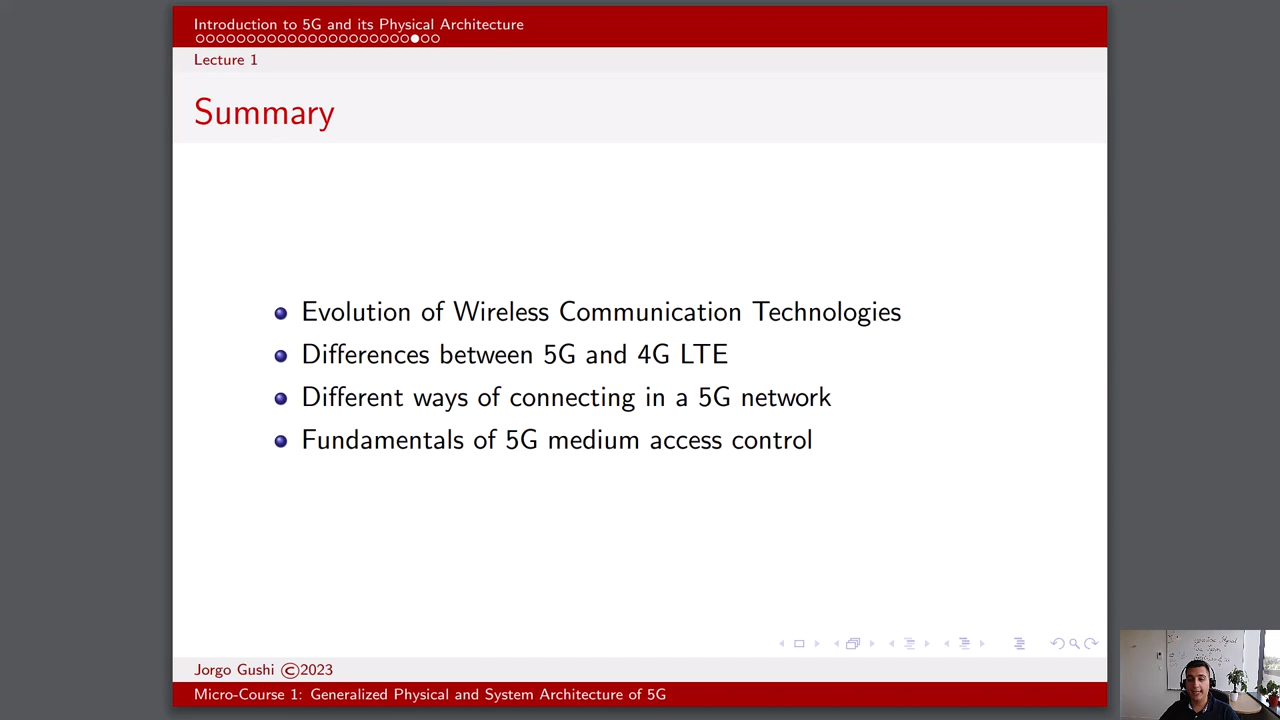 Introduction to 5G and its Physical Architecture
Lecture 1
Summary
Evolution of Wireless Communication Technologies
Differences between 5G and 4G LTE
Different ways of connecting in a 5G network
Fundamentals of 5G medium access control
Jorgo Gushi ©2023
Micro-Course 1: Generalized Physical and System Architecture of 5G